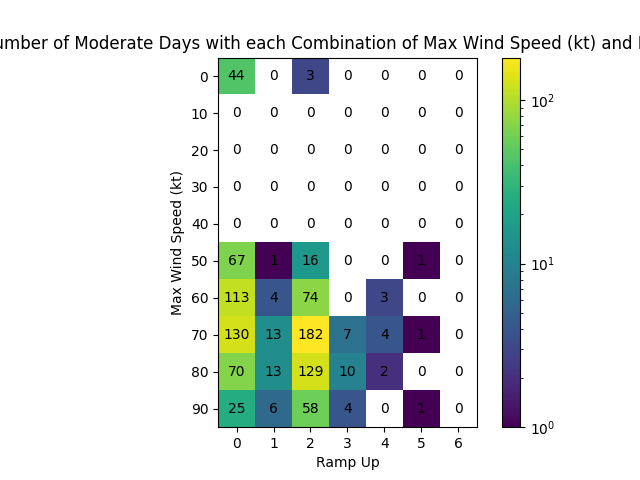 of Moderate Days with each Combination of Max Wind Speed (kt) and
0 44 0 3 0 0 0 0
10 0 0 0 0 0 0 0
20 0 0 0 0 0 0 0
30 0 0 0 0 0 0 0
40 0 0 0 0 0 0 0
50 67 1 16 0 0 1 0
60 113 4 74 0 3 0 0
70 130 13 182 7 4 1 0
80 70 13 129 10 2 0 0
90 25 6 58 4 0 1 0
0 1 2 3 4 5 6
Ramp Up
Max Wind Speed (kt)
10²
10¹
10⁰